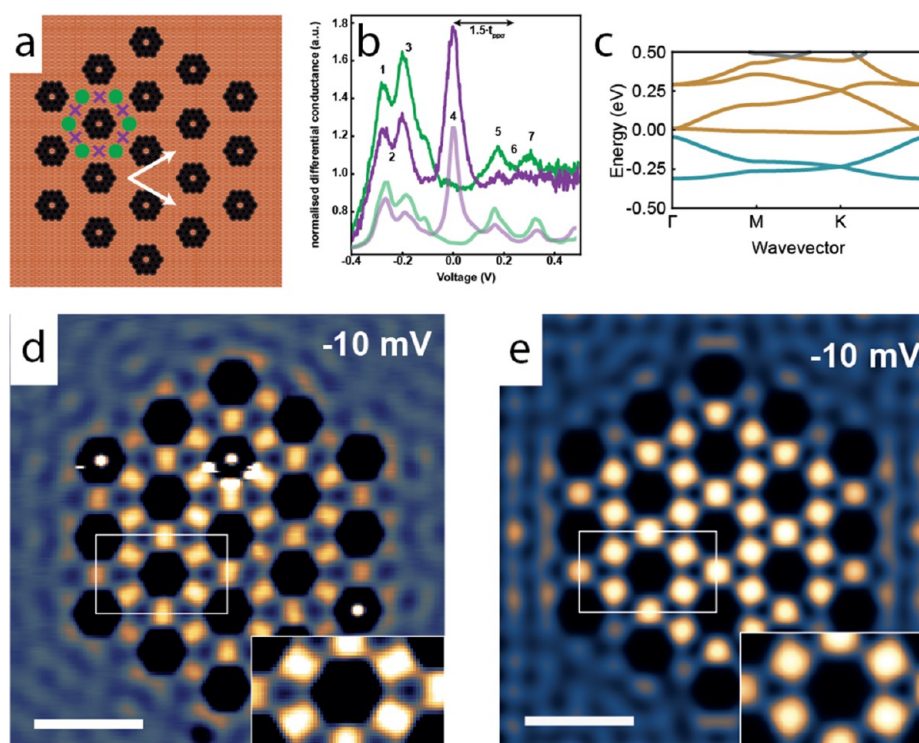 a
b
c
normalised differential conductance (a.u.)
1.8
1.6
1.4
1.2
1.0
0.8
1.5·tppσ
1
3
2
4
5
6
7
-0.4
-0.2
0.0
0.2
0.4
Voltage (V)
Energy (eV)
0.50
0.25
0.00
-0.25
-0.50
Γ
M
K
Wavevector
d
-10 mV
e
-10 mV